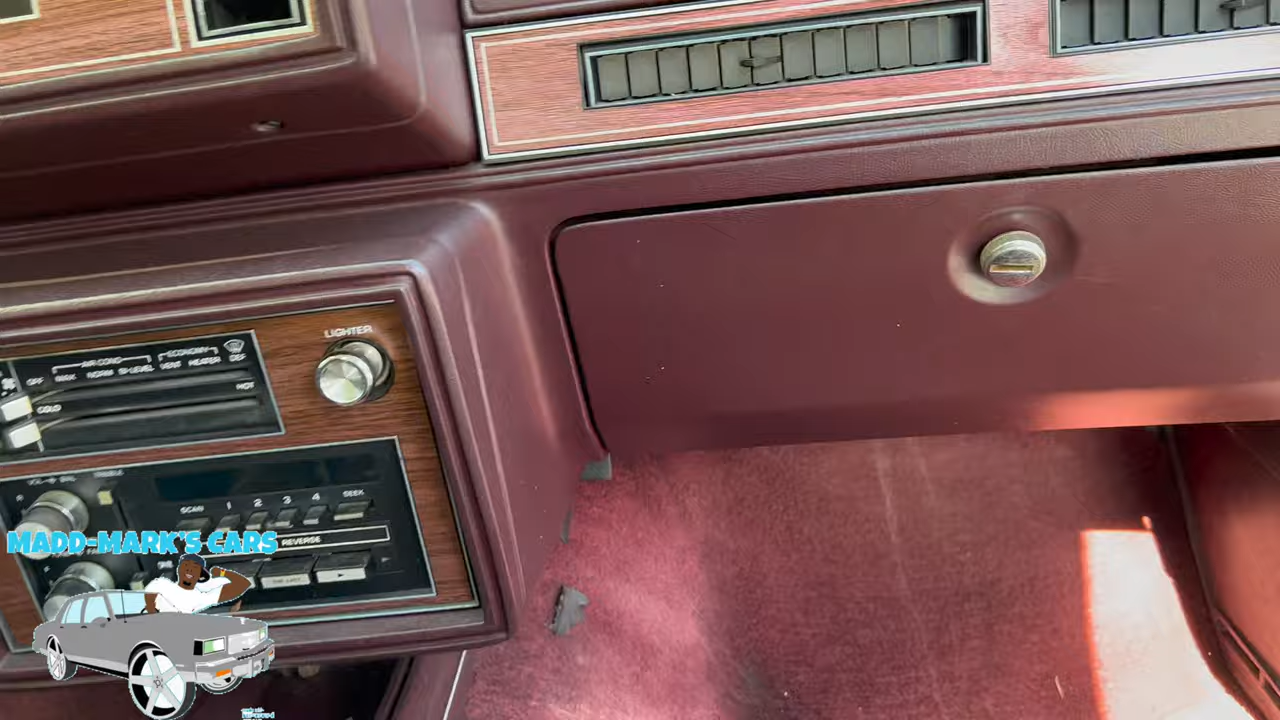 LIGHTER
AIR COND
ECONOMY
OFF MAX NORM BI-LEVEL VENT HEATER DEF
HOT
COLD
SCAN 1 2 3 4 SEEK
REVERSE
MADD-MARK'S CARS